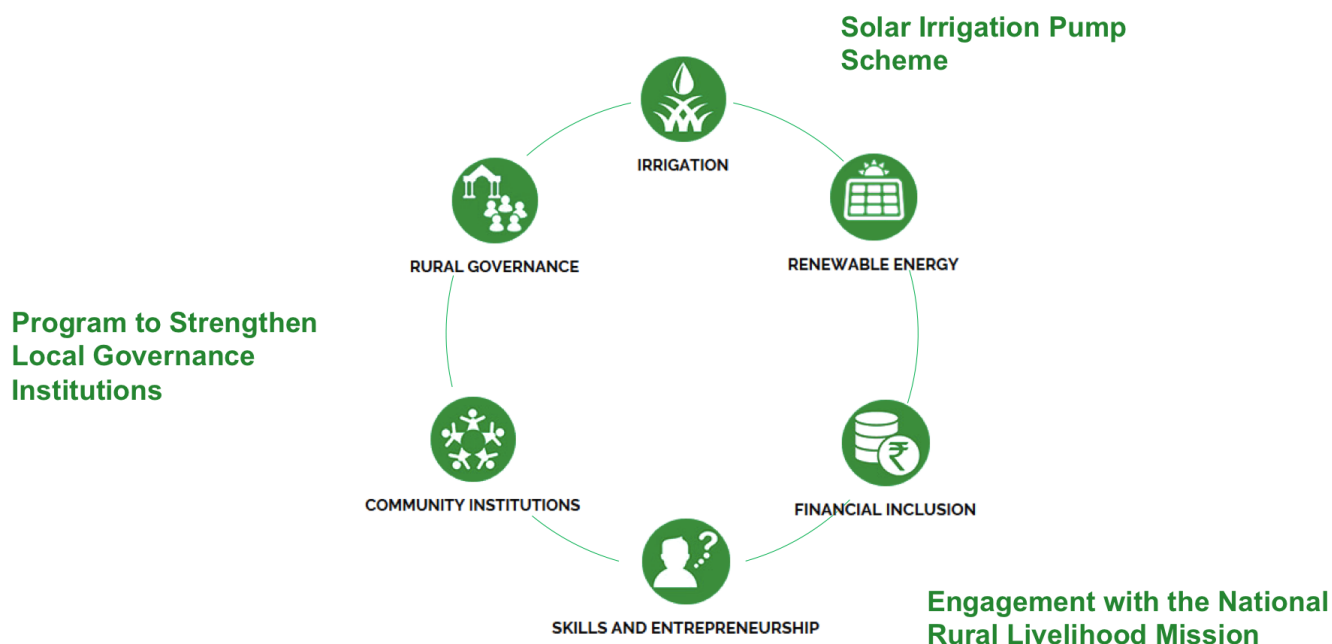 Solar Irrigation Pump
Scheme
IRRIGATION
RURAL GOVERNANCE
RENEWABLE ENERGY
Program to Strengthen
Local Governance
Institutions
COMMUNITY INSTITUTIONS
FINANCIAL INCLUSION
SKILLS AND ENTREPRENEURSHIP
Engagement with the National
Rural Livelihood Mission